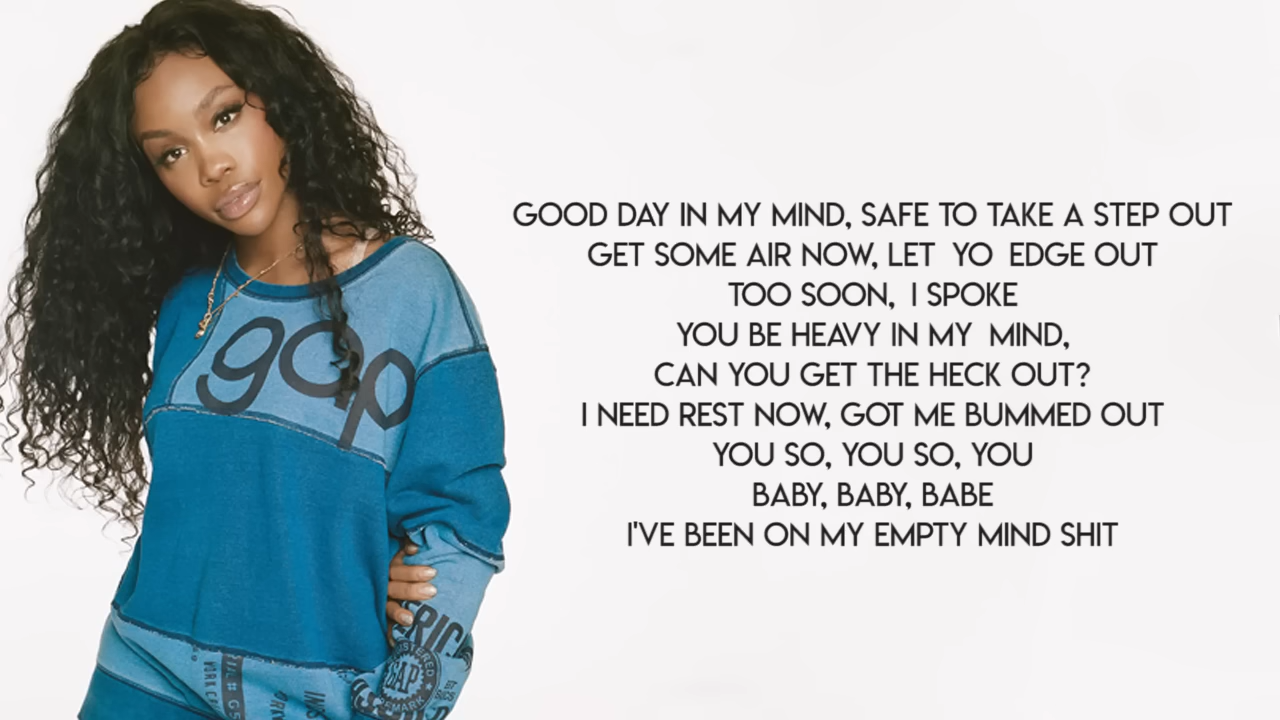 gap
GOOD DAY IN MY MIND, SAFE TO TAKE A STEP OUT
GET SOME AIR NOW, LET YO EDGE OUT
TOO SOON, I SPOKE
YOU BE HEAVY IN MY MIND,
CAN YOU GET THE HECK OUT?
I NEED REST NOW, GOT ME BUMMED OUT
YOU SO, YOU SO, YOU
BABY, BABY, BABE
I'VE BEEN ON MY EMPTY MIND SHIT
GAP